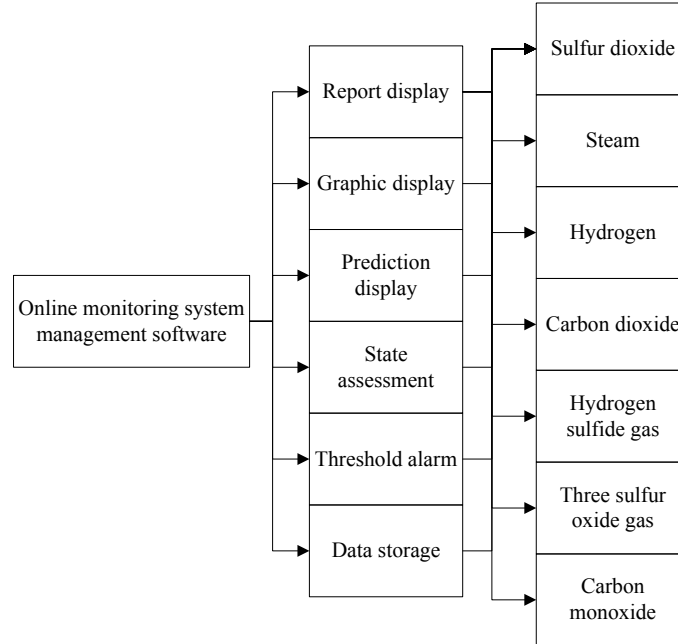 Online monitoring system
management software
Report display
Graphic display
Prediction
display
State
assessment
Threshold alarm
Data storage
Sulfur dioxide
Steam
Hydrogen
Carbon dioxide
Hydrogen
sulfide gas
Three sulfur
oxide gas
Carbon
monoxide